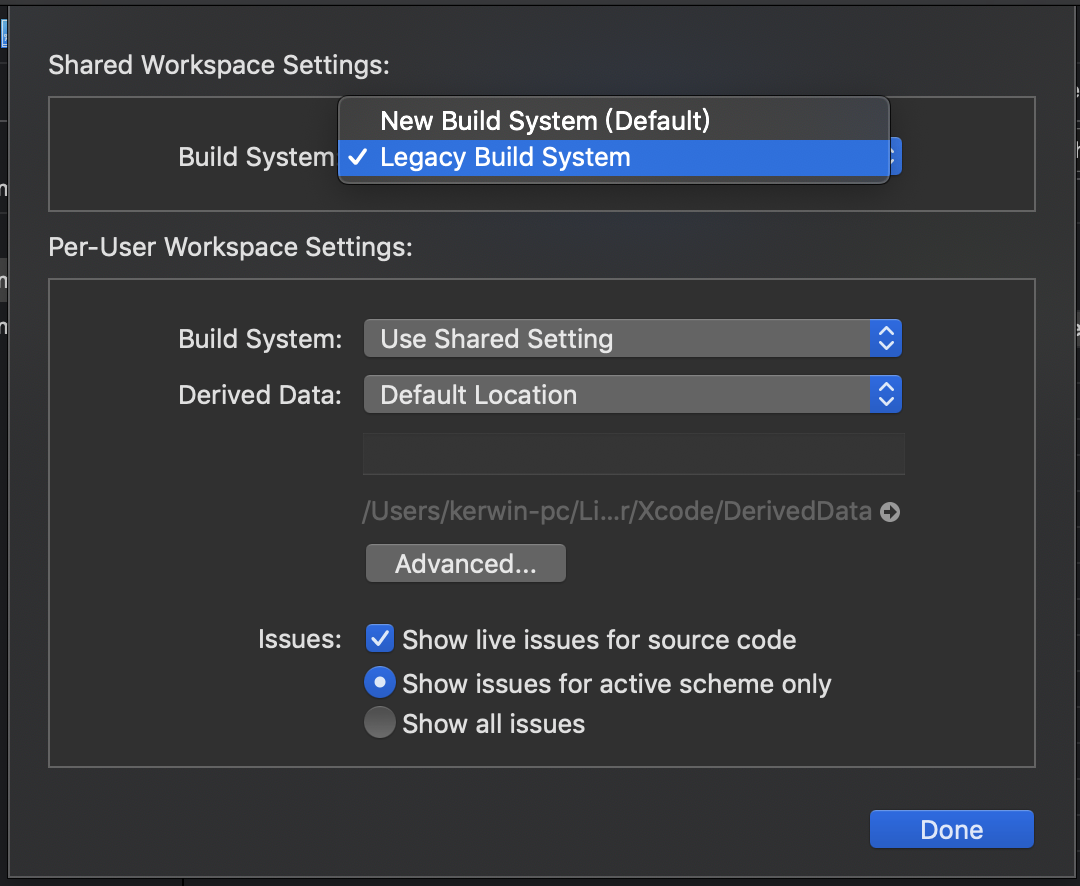 Shared Workspace Settings:
New Build System (Default)
Build System
✓ Legacy Build System
Per-User Workspace Settings:
Build System: Use Shared Setting
Derived Data: Default Location
/Users/kerwin-pc/Li...r/Xcode/DerivedData
Advanced...
Issues: Show live issues for source code
Show issues for active scheme only
Show all issues
Done